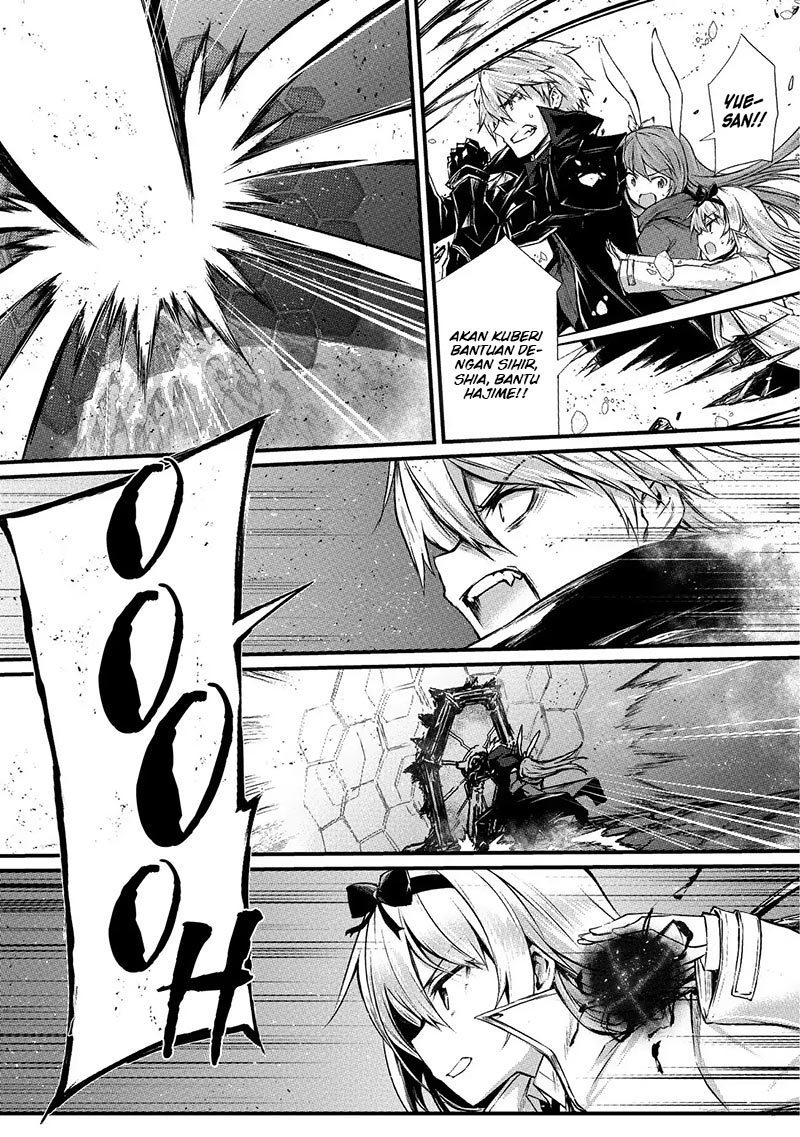 YUE-
SAN!!
AKAN KUBERI
BANTUAN DE-
NGAN SIHIR,
SHIA, BANTU
HAJIME!!
OOOOH